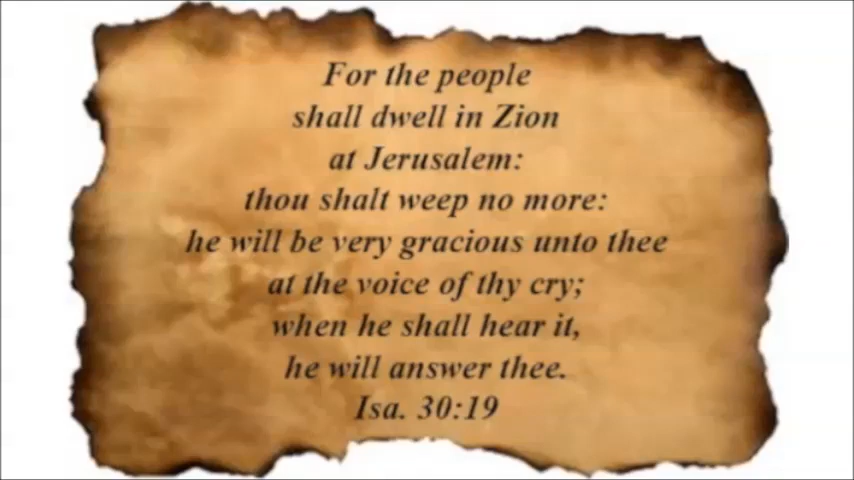 For the people
shall dwell in Zion
at Jerusalem:
thou shalt weep no more:
he will be very gracious unto thee
at the voice of thy cry;
when he shall hear it,
he will answer thee.
Isa. 30:19